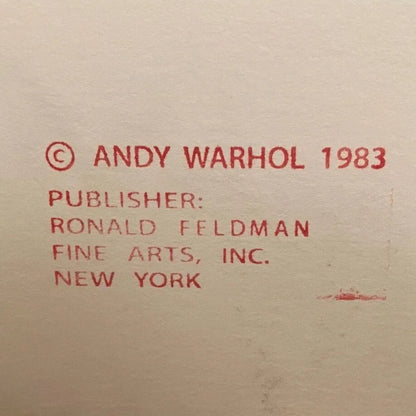 © ANDY WARHOL 1983
PUBLISHER:
RONALD FELDMAN
FINE ARTS, INC.
NEW YORK